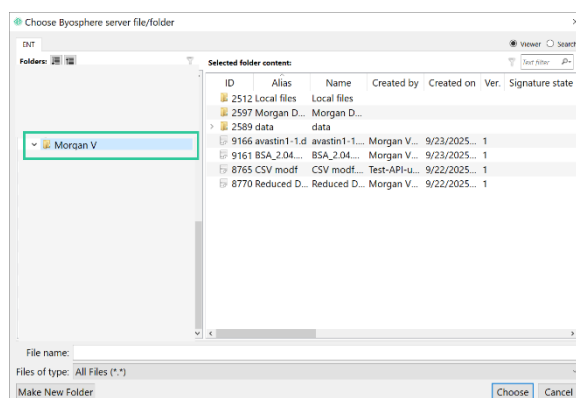 Choose Byosphere server file/folder
DNT
Viewer Search
Folders:
Selected folder content:
Text filter
ID Alias Name Created by Created on Ver. Signature state
2512 Local files Local files
2597 Morgan D... Morgan D...
2589 data data
Morgan V
9166 avastin1-1.d avastin1-1.... Morgan V... 9/23/2025... 1
9161 BSA_2.04.... BSA_2.04.... Morgan V... 9/23/2025... 1
8765 CSV modf CSV modf.... Test-API-u... 9/22/2025... 1
8770 Reduced D... Reduced D... Morgan V... 9/22/2025... 1
File name:
Files of type: All Files (*.*)
Make New Folder
Choose Cancel